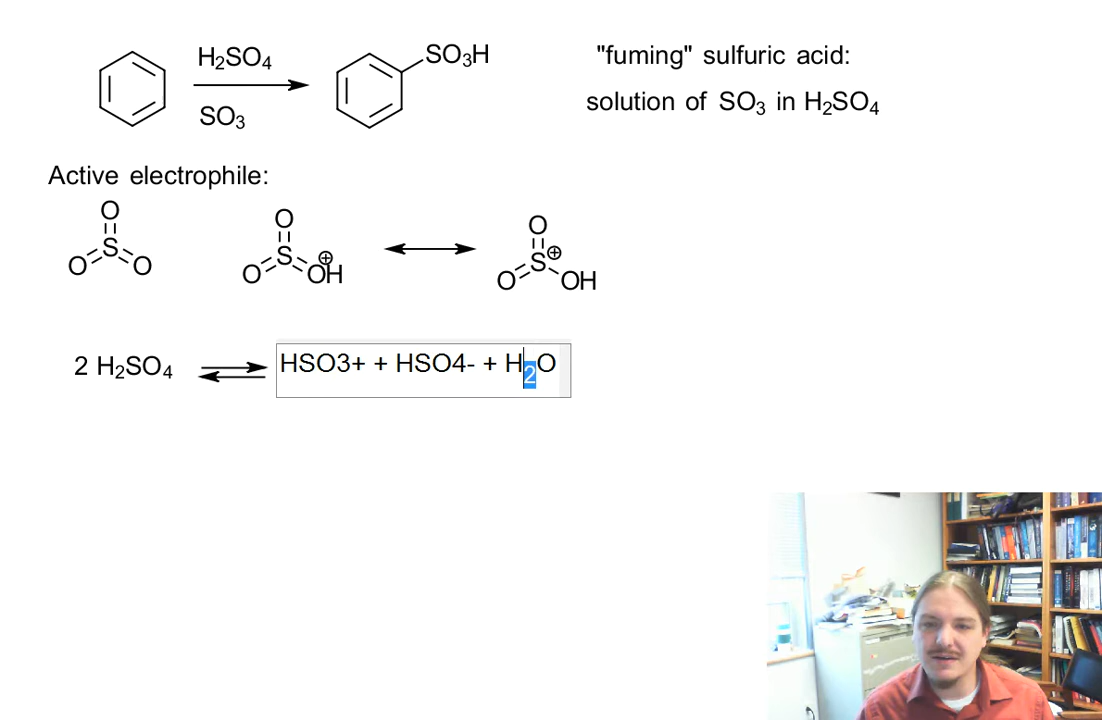 H₂SO₄
SO₃
SO₃H
"fuming" sulfuric acid:
solution of SO₃ in H₂SO₄
Active electrophile:
O
S
O O
O
S
O OH ⊕
O
S ⊕
O OH
2 H₂SO₄ ⇌ HSO3+ + HSO4- + H₂O